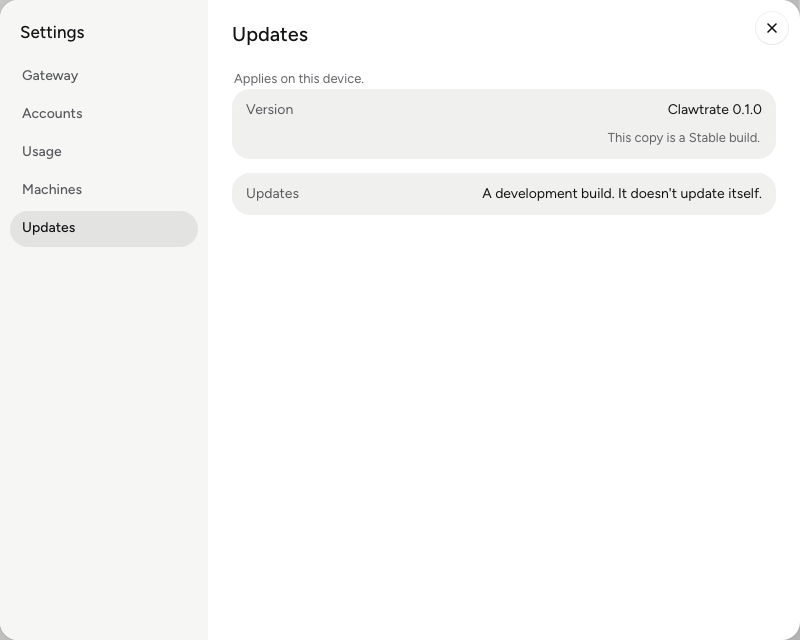 Settings
Gateway
Accounts
Usage
Machines
Updates
Updates
Applies on this device.
Version
Clawtrate 0.1.0
This copy is a Stable build.
Updates
A development build. It doesn't update itself.